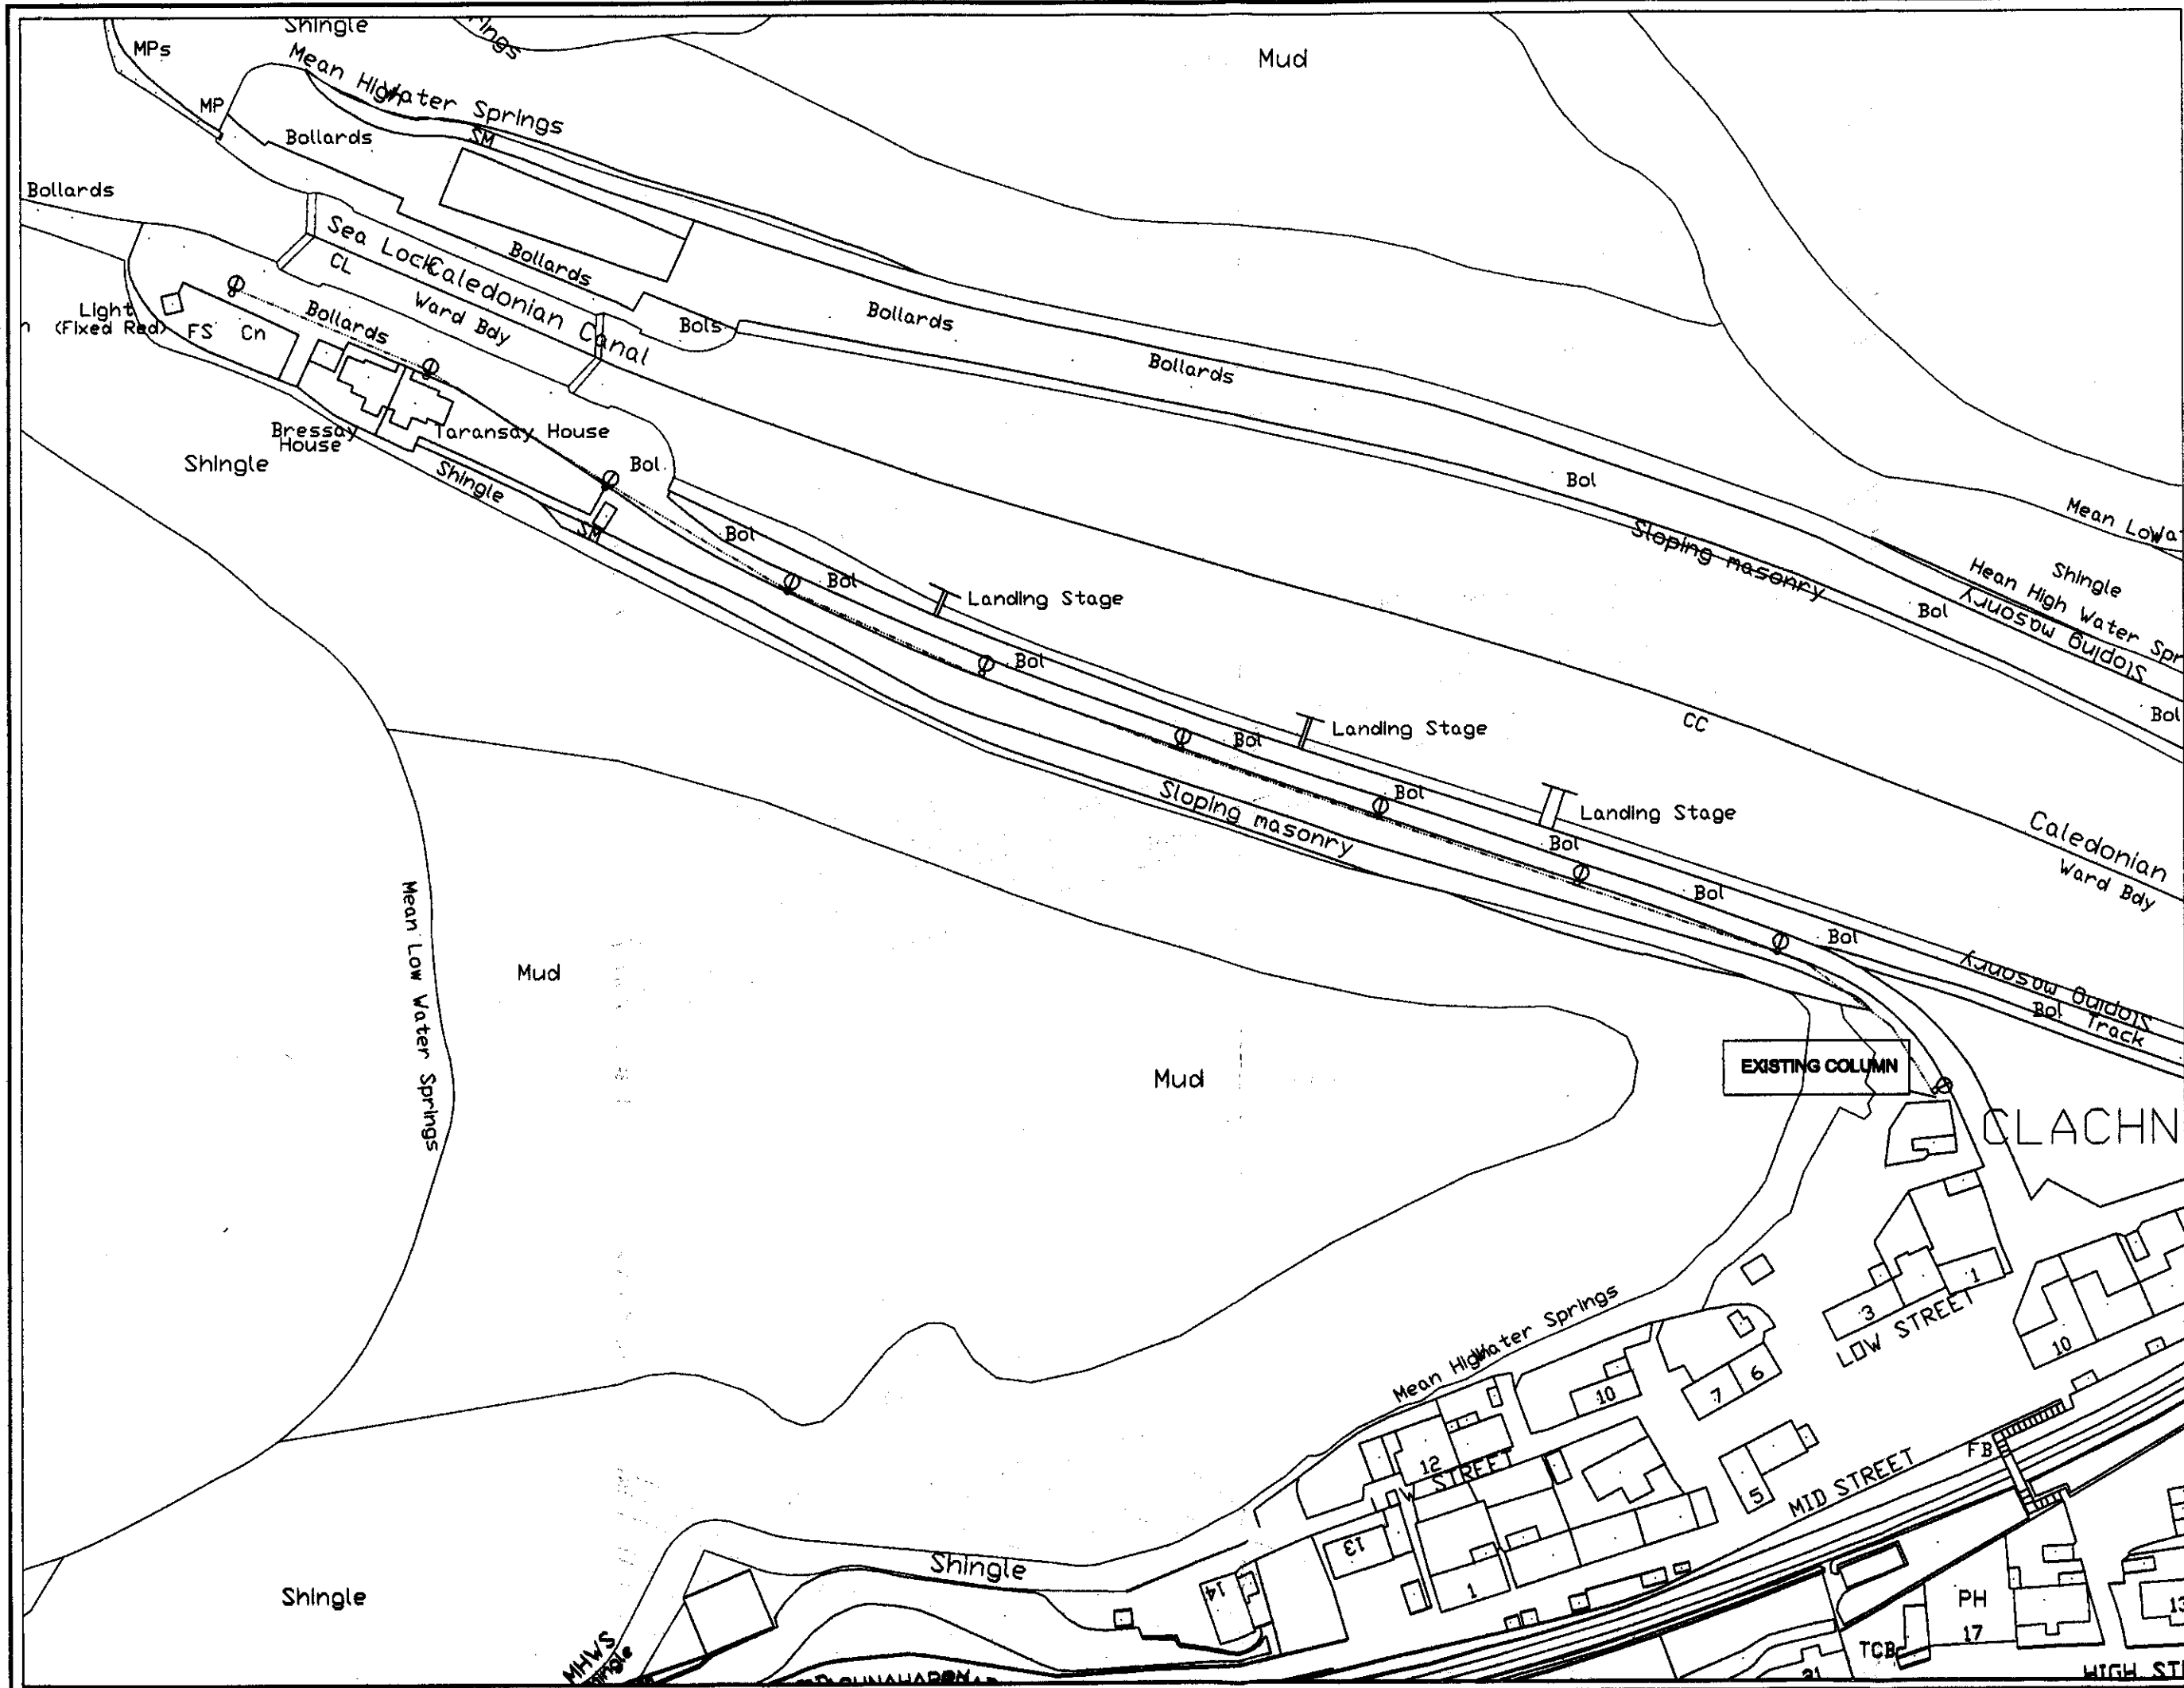 Shingle
MPs
Mud
Mean High Water Springs
MP
SM
Bollards
Bollards
Sea Lock
Caledonian Canal
CL
Bollards
Ward Bdy
Light
(Fixed Red)
FS
Cn
Bollards
Bols
Bollards
Bollards
Bressay
House
Taransay House
Shingle
Shingle
Bol
SM
Bol
Bol
Bol
Sloping masonry
Mean Low Wa
Shingle
Mean High Water Spr
Sloping masonry
Bol
Bol
Landing Stage
Bol
CC
Bol
Landing Stage
Bol
Landing Stage
Sloping masonry
Bol
Bol
Bol
Caledonian
Ward Bdy
Mean Low Water Springs
Mud
Mud
Sloping masonry
Bol
Track
EXISTING COLUMN
CLACHN
Mean High Water Springs
1
3
LOW STREET
10
10
7
6
12
W STREET
5
MID STREET
FB
13
14
1
Shingle
Shingle
MHWS
PH
17
TCB
21
13
HIGH ST